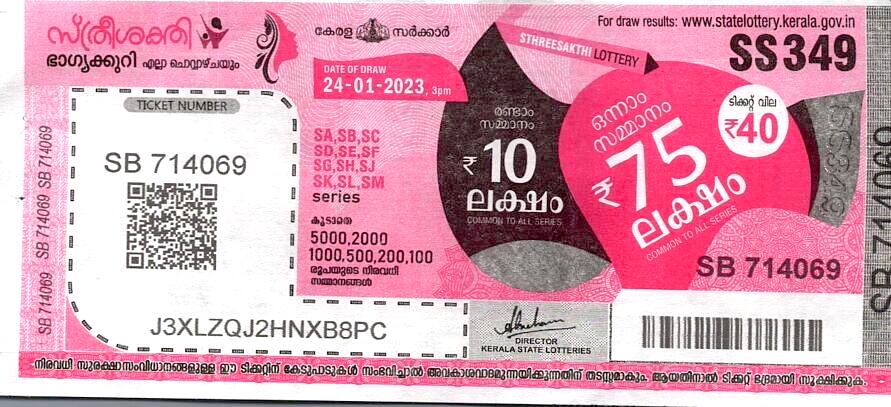 സ്ത്രീശക്തി
ഭാഗ്യക്കുറി എല്ലാ ചൊവ്വാഴ്ചയും
കേരള സർക്കാർ
For draw results: www.statelottery.kerala.gov.in
STHREESAKTHI LOTTERY
SS 349
DATE OF DRAW
24-01-2023, 3pm
TICKET NUMBER
SB 714069
SA,SB,SC
SD,SE,SF
SG,SH,SJ
SK,SL,SM
series
കൂടാതെ
5000,2000
1000,500,200,100
രൂപയുടെ നിരവധി
സമ്മാനങ്ങൾ
രണ്ടാം
സമ്മാനം
₹10
ലക്ഷം
COMMON TO ALL SERIES
ഒന്നാം
സമ്മാനം
₹75
ലക്ഷം
COMMON TO ALL SERIES
ടിക്കറ്റ് വില
₹40
SS349
SB 714069
SB 714069
SB 714069 SB 714069 SB 714069
J3XLZQJ2HNXB8PC
DIRECTOR
KERALA STATE LOTTERIES
നിരവധി സുരക്ഷാസംവിധാനങ്ങളുള്ള ഈ ടിക്കറ്റിന് കേടുപാടുകൾ സംഭവിച്ചാൽ അവകാശവാദമുന്നയിക്കുന്നതിന് തടസ്സമാകും. ആയതിനാൽ ടിക്കറ്റ് ഭദ്രമായി സൂക്ഷിക്കുക.